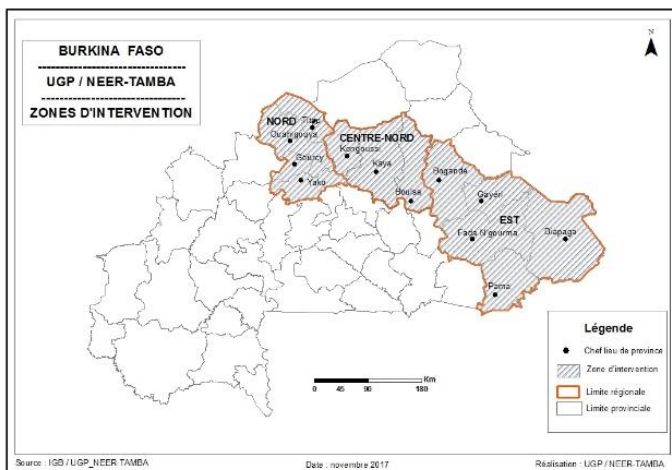 BURKINA FASO
UGP / NEER-TAMBA
ZONES D'INTERVENTION
N
NORD
Titao
Ouahigouya
CENTRE-NORD
Kongoussi
Gourcy
Kaya
Yako
Boulsa
Bogandé
Gayéri
EST
Fada N'gourma
Diapaga
Pama
Légende
Chef lieu de province
Zone d'intervention
Limite régionale
Limite provinciale
Km
0 45 90 180
Source : IGB / UGP_NEER TAMBA
Date : novembre 2017
Réalisation : UGP / NEER-TAMBA